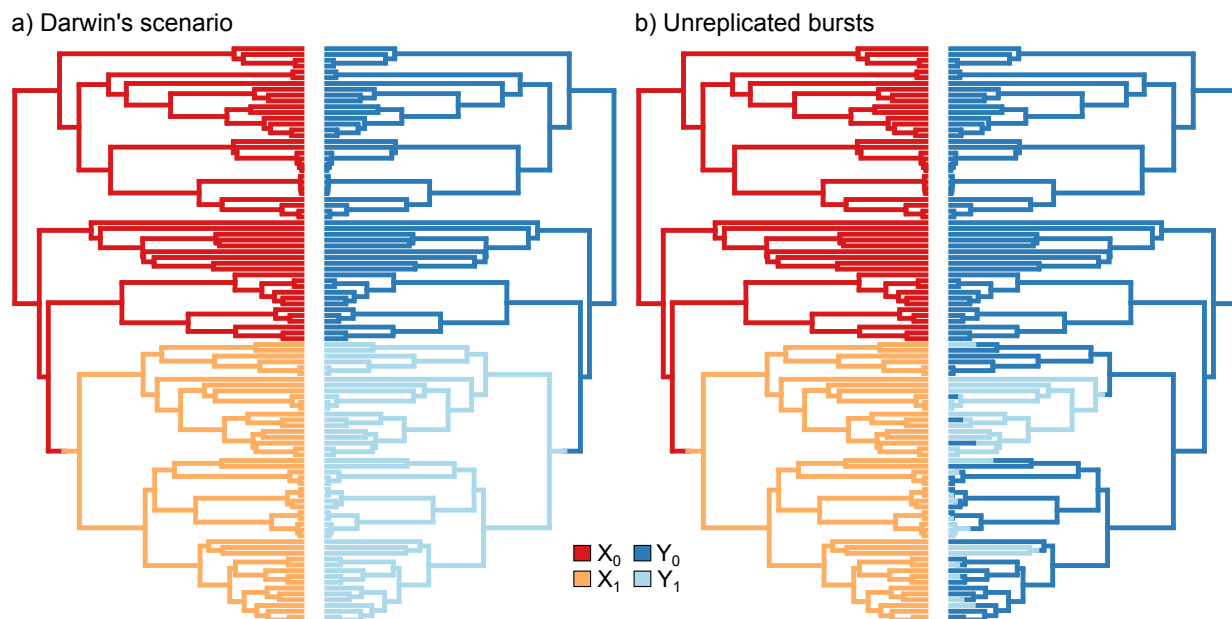 a) Darwin's scenario
b) Unreplicated bursts
X₀ Y₀
X₁ Y₁